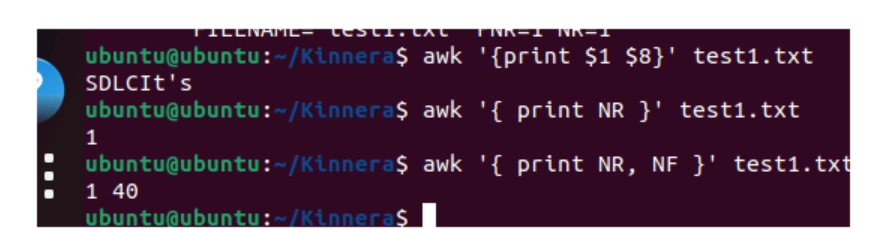 FILENAME= test1.txt FNR=1 NR=1
ubuntu@ubuntu:~/Kinnera$ awk '{print $1 $8}' test1.txt
SDLCIt's
ubuntu@ubuntu:~/Kinnera$ awk '{ print NR }' test1.txt
1
ubuntu@ubuntu:~/Kinnera$ awk '{ print NR, NF }' test1.txt
1 40
ubuntu@ubuntu:~/Kinnera$